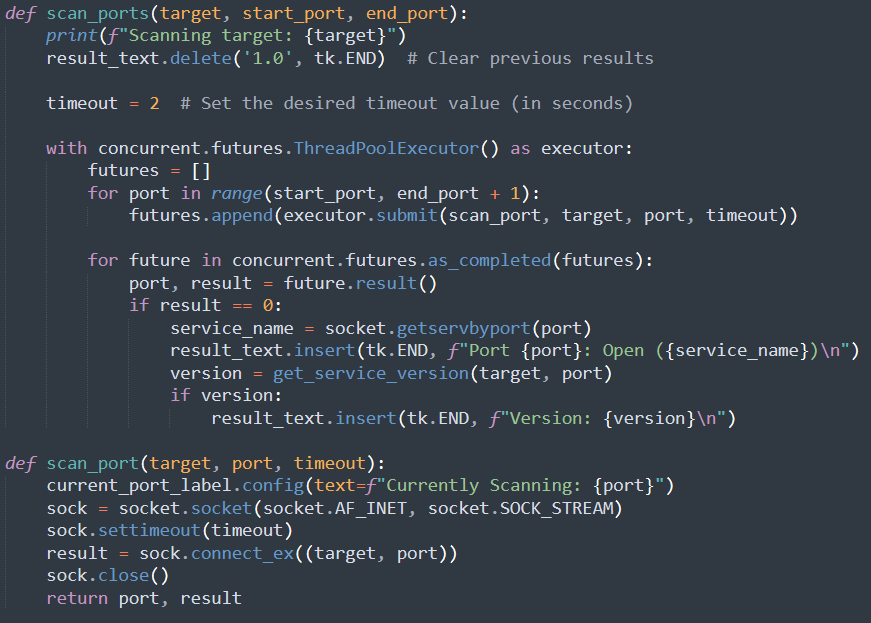 def scan_ports(target, start_port, end_port):
    print(f"Scanning target: {target}")
    result_text.delete('1.0', tk.END)  # Clear previous results

    timeout = 2  # Set the desired timeout value (in seconds)

    with concurrent.futures.ThreadPoolExecutor() as executor:
        futures = []
        for port in range(start_port, end_port + 1):
            futures.append(executor.submit(scan_port, target, port, timeout))

        for future in concurrent.futures.as_completed(futures):
            port, result = future.result()
            if result == 0:
                service_name = socket.getservbyport(port)
                result_text.insert(tk.END, f"Port {port}: Open ({service_name})\n")
                version = get_service_version(target, port)
                if version:
                    result_text.insert(tk.END, f"Version: {version}\n")

def scan_port(target, port, timeout):
    current_port_label.config(text=f"Currently Scanning: {port}")
    sock = socket.socket(socket.AF_INET, socket.SOCK_STREAM)
    sock.settimeout(timeout)
    result = sock.connect_ex((target, port))
    sock.close()
    return port, result